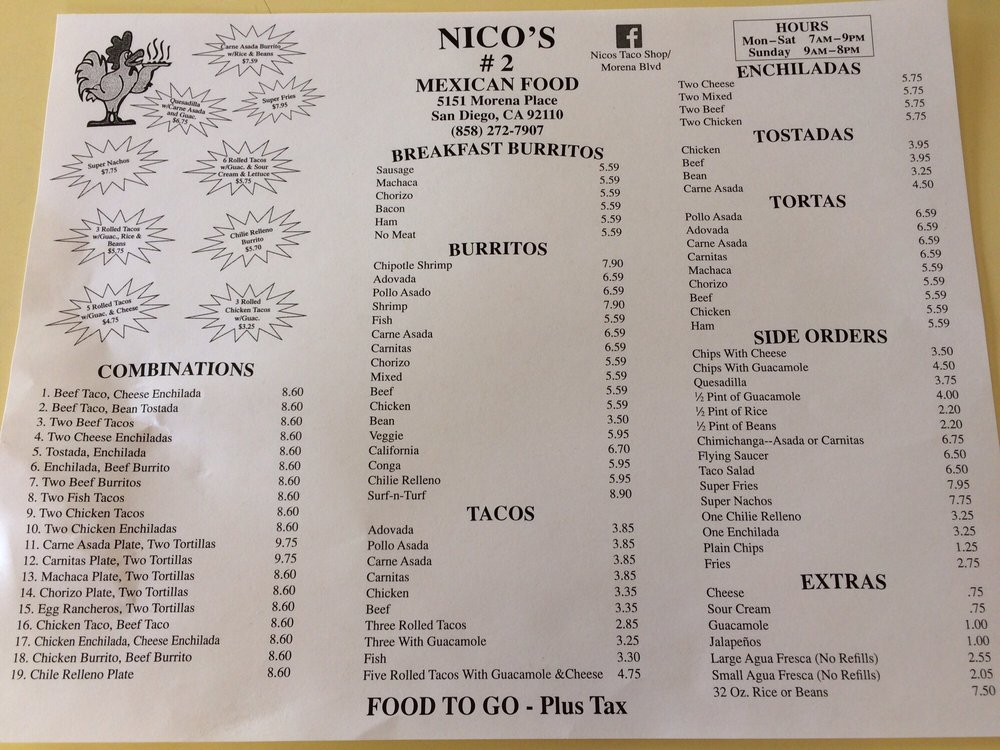 Carne Asada Burrito
w/Rice & Beans
$7.59
Quesadilla
w/Carne Asada
and Guac.
$6.75
Super Fries
$7.95
Super Nachos
$7.75
6 Rolled Tacos
w/Guac. & Sour
Cream & Lettuce
$5.75
3 Rolled Tacos
w/Guac., Rice &
Beans
$5.75
Chilie Relleno
Burrito
$5.70
5 Rolled Tacos
w/Guac. & Cheese
$4.75
3 Rolled
Chicken Tacos
w/Guac.
$3.25
COMBINATIONS
1. Beef Taco, Cheese Enchilada 8.60
2. Beef Taco, Bean Tostada 8.60
3. Two Beef Tacos 8.60
4. Two Cheese Enchiladas 8.60
5. Tostada, Enchilada 8.60
6. Enchilada, Beef Burrito 8.60
7. Two Beef Burritos 8.60
8. Two Fish Tacos 8.60
9. Two Chicken Tacos 8.60
10. Two Chicken Enchiladas 8.60
11. Carne Asada Plate, Two Tortillas 9.75
12. Carnitas Plate, Two Tortillas 9.75
13. Machaca Plate, Two Tortillas 8.60
14. Chorizo Plate, Two Tortillas 8.60
15. Egg Rancheros, Two Tortillas 8.60
16. Chicken Taco, Beef Taco 8.60
17. Chicken Enchilada, Cheese Enchilada 8.60
18. Chicken Burrito, Beef Burrito 8.60
19. Chile Relleno Plate 8.60
NICO'S
# 2
MEXICAN FOOD
5151 Morena Place
San Diego, CA 92110
(858) 272-7907
f
Nicos Taco Shop/
Morena Blvd
BREAKFAST BURRITOS
Sausage 5.59
Machaca 5.59
Chorizo 5.59
Bacon 5.59
Ham 5.59
No Meat 5.59
BURRITOS
Chipotle Shrimp 7.90
Adovada 6.59
Pollo Asado 6.59
Shrimp 7.90
Fish 5.59
Carne Asada 6.59
Carnitas 6.59
Chorizo 5.59
Mixed 5.59
Beef 5.59
Chicken 5.59
Bean 3.50
Veggie 5.95
California 6.70
Conga 5.95
Chilie Relleno 5.95
Surf-n-Turf 8.90
TACOS
Adovada 3.85
Pollo Asada 3.85
Carne Asada 3.85
Carnitas 3.85
Chicken 3.35
Beef 3.35
Three Rolled Tacos 2.85
Three With Guacamole 3.25
Fish 3.30
Five Rolled Tacos With Guacamole &Cheese 4.75
FOOD TO GO - Plus Tax
HOURS
Mon–Sat 7AM–9PM
Sunday 9AM–8PM
ENCHILADAS
Two Cheese 5.75
Two Mixed 5.75
Two Beef 5.75
Two Chicken 5.75
TOSTADAS
Chicken 3.95
Beef 3.95
Bean 3.25
Carne Asada 4.50
TORTAS
Pollo Asada 6.59
Adovada 6.59
Carne Asada 6.59
Carnitas 6.59
Machaca 5.59
Chorizo 5.59
Beef 5.59
Chicken 5.59
Ham 5.59
SIDE ORDERS
Chips With Cheese 3.50
Chips With Guacamole 4.50
Quesadilla 3.75
½ Pint of Guacamole 4.00
½ Pint of Rice 2.20
½ Pint of Beans 2.20
Chimichanga--Asada or Carnitas 6.75
Flying Saucer 6.50
Taco Salad 6.50
Super Fries 7.95
Super Nachos 7.75
One Chilie Relleno 3.25
One Enchilada 3.25
Plain Chips 1.25
Fries 2.75
EXTRAS
Cheese .75
Sour Cream .75
Guacamole 1.00
Jalapeños 1.00
Large Agua Fresca (No Refills) 2.55
Small Agua Fresca (No Refills) 2.05
32 Oz. Rice or Beans 7.50